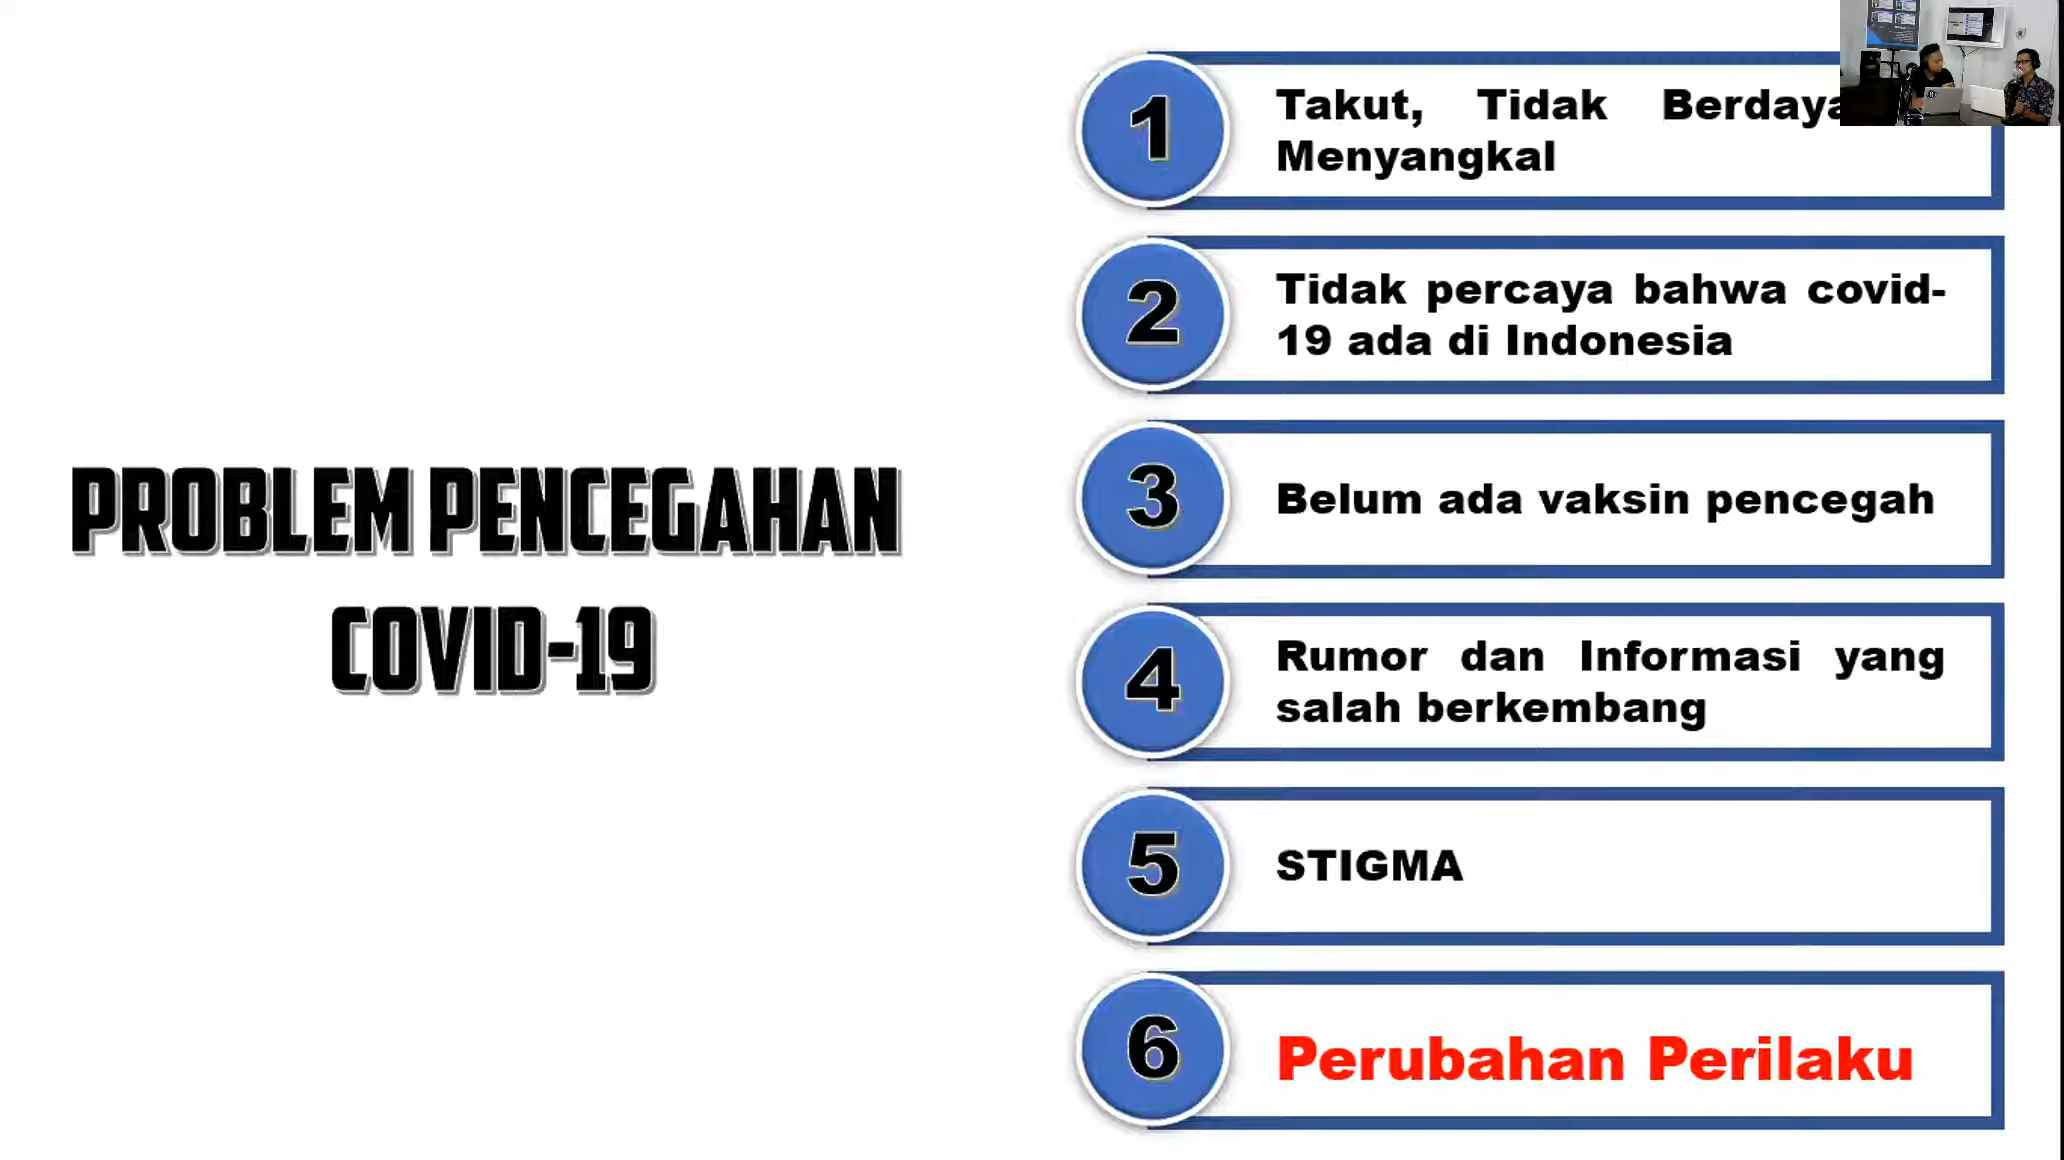 PROBLEM PENCEGAHAN
COVID-19
1
Takut, Tidak Berdaya
Menyangkal
2
Tidak percaya bahwa covid-
19 ada di Indonesia
3
Belum ada vaksin pencegah
4
Rumor dan Informasi yang
salah berkembang
5
STIGMA
6
Perubahan Perilaku